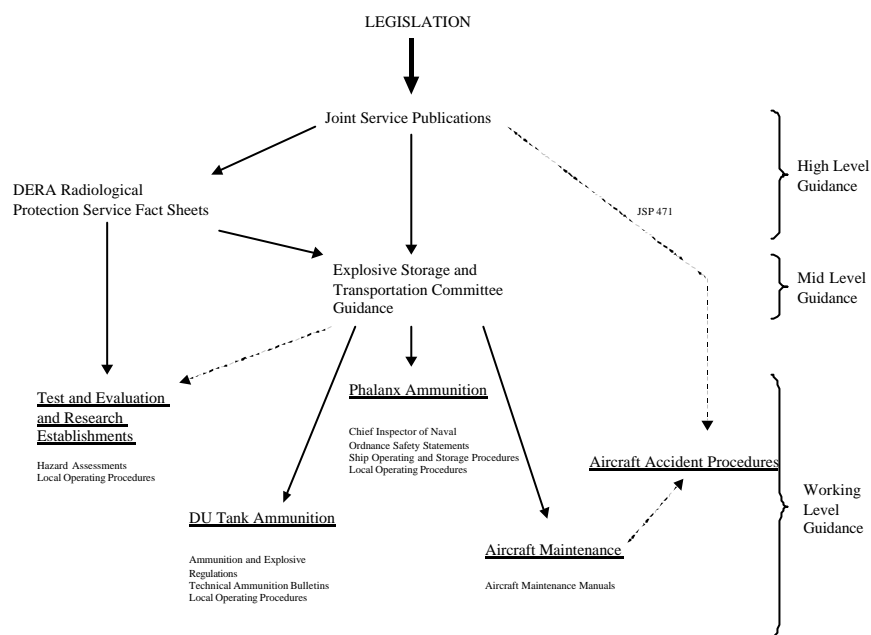 LEGISLATION
Joint Service Publications
High Level
Guidance
DERA Radiological
Protection Service Fact Sheets
JSP 471
Explosive Storage and
Transportation Committee
Guidance
Mid Level
Guidance
Test and Evaluation
and Research
Establishments
Hazard Assessments
Local Operating Procedures
Phalanx Ammunition
Chief Inspector of Naval
Ordnance Safety Statements
Ship Operating and Storage Procedures
Local Operating Procedures
Aircraft Accident Procedures
Working
Level
Guidance
DU Tank Ammunition
Ammunition and Explosive
Regulations
Technical Ammunition Bulletins
Local Operating Procedures
Aircraft Maintenance
Aircraft Maintenance Manuals